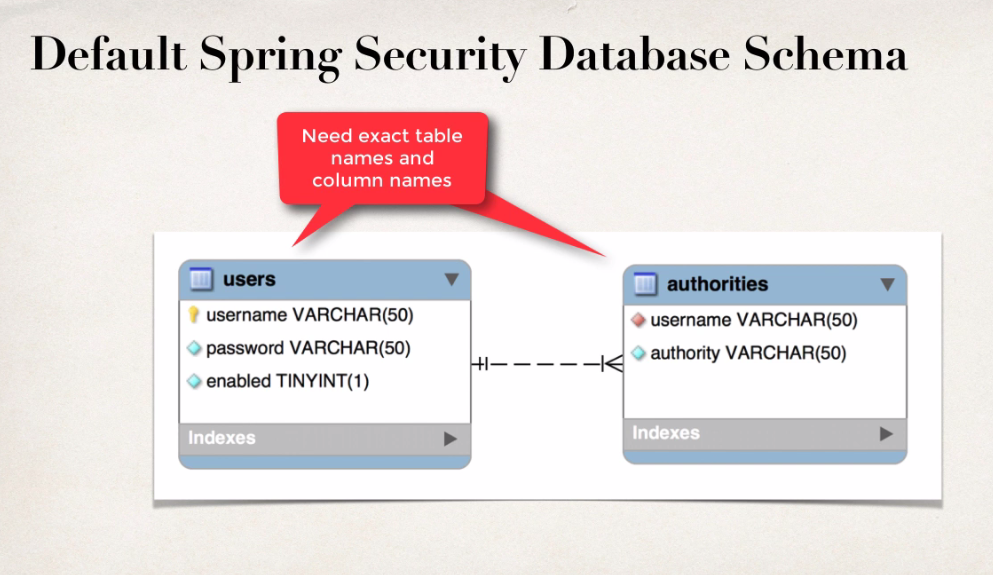 Default Spring Security Database Schema
Need exact table
names and
column names
users
username VARCHAR(50)
password VARCHAR(50)
enabled TINYINT(1)
Indexes
authorities
username VARCHAR(50)
authority VARCHAR(50)
Indexes